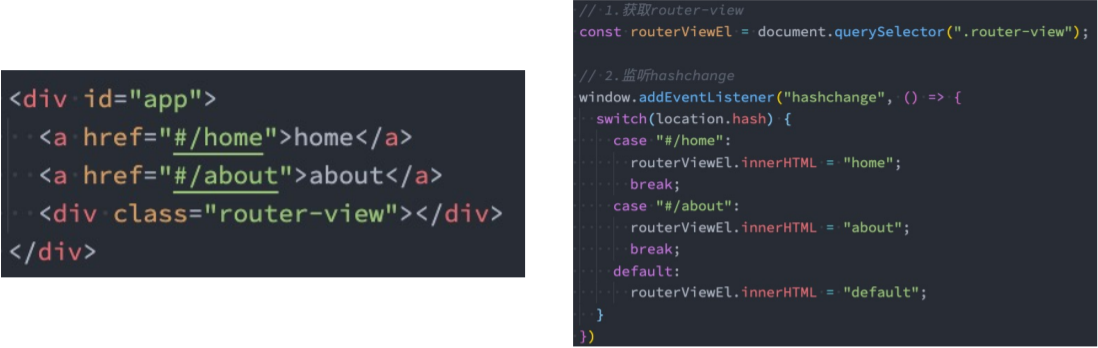 <div id="app">
  <a href="#/home">home</a>
  <a href="#/about">about</a>
  <div class="router-view"></div>
</div>
// 1.获取router-view
const routerViewEl = document.querySelector(".router-view");
// 2.监听hashchange
window.addEventListener("hashchange", () => {
  switch(location.hash) {
    case "#/home":
      routerViewEl.innerHTML = "home";
      break;
    case "#/about":
      routerViewEl.innerHTML = "about";
      break;
    default:
      routerViewEl.innerHTML = "default";
  }
})